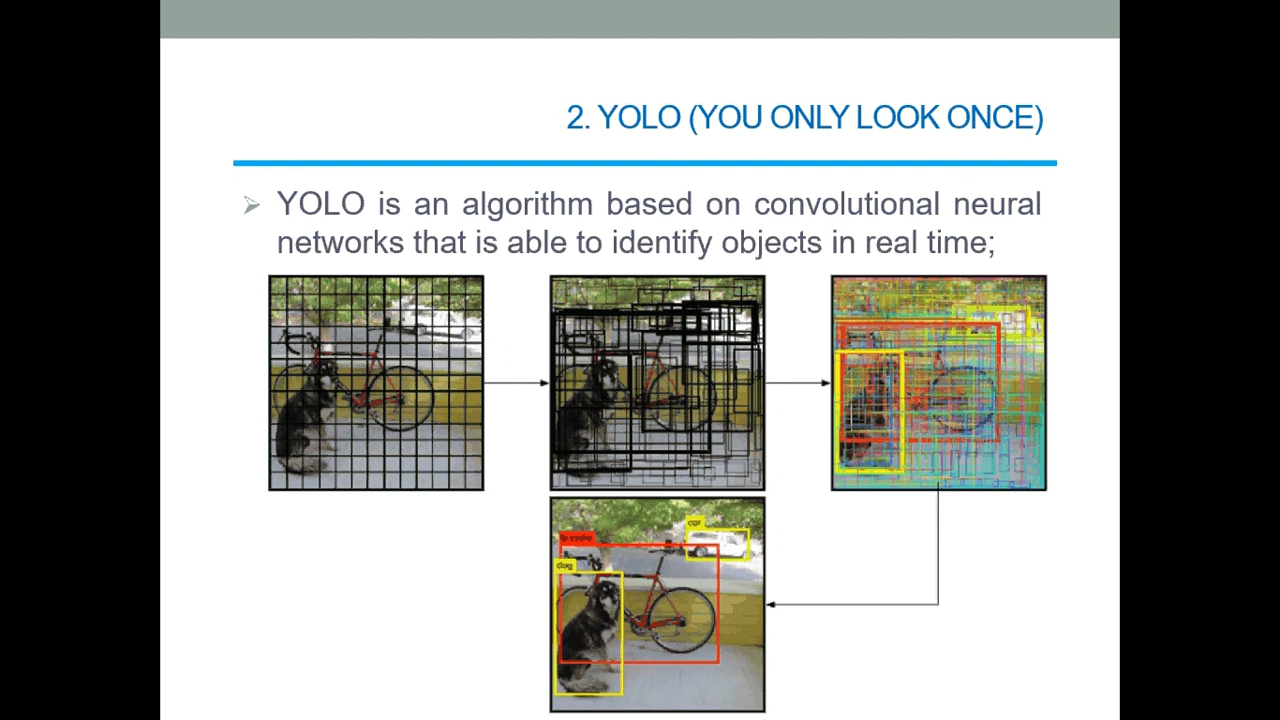 2. YOLO (YOU ONLY LOOK ONCE)
YOLO is an algorithm based on convolutional neural
networks that is able to identify objects in real time;